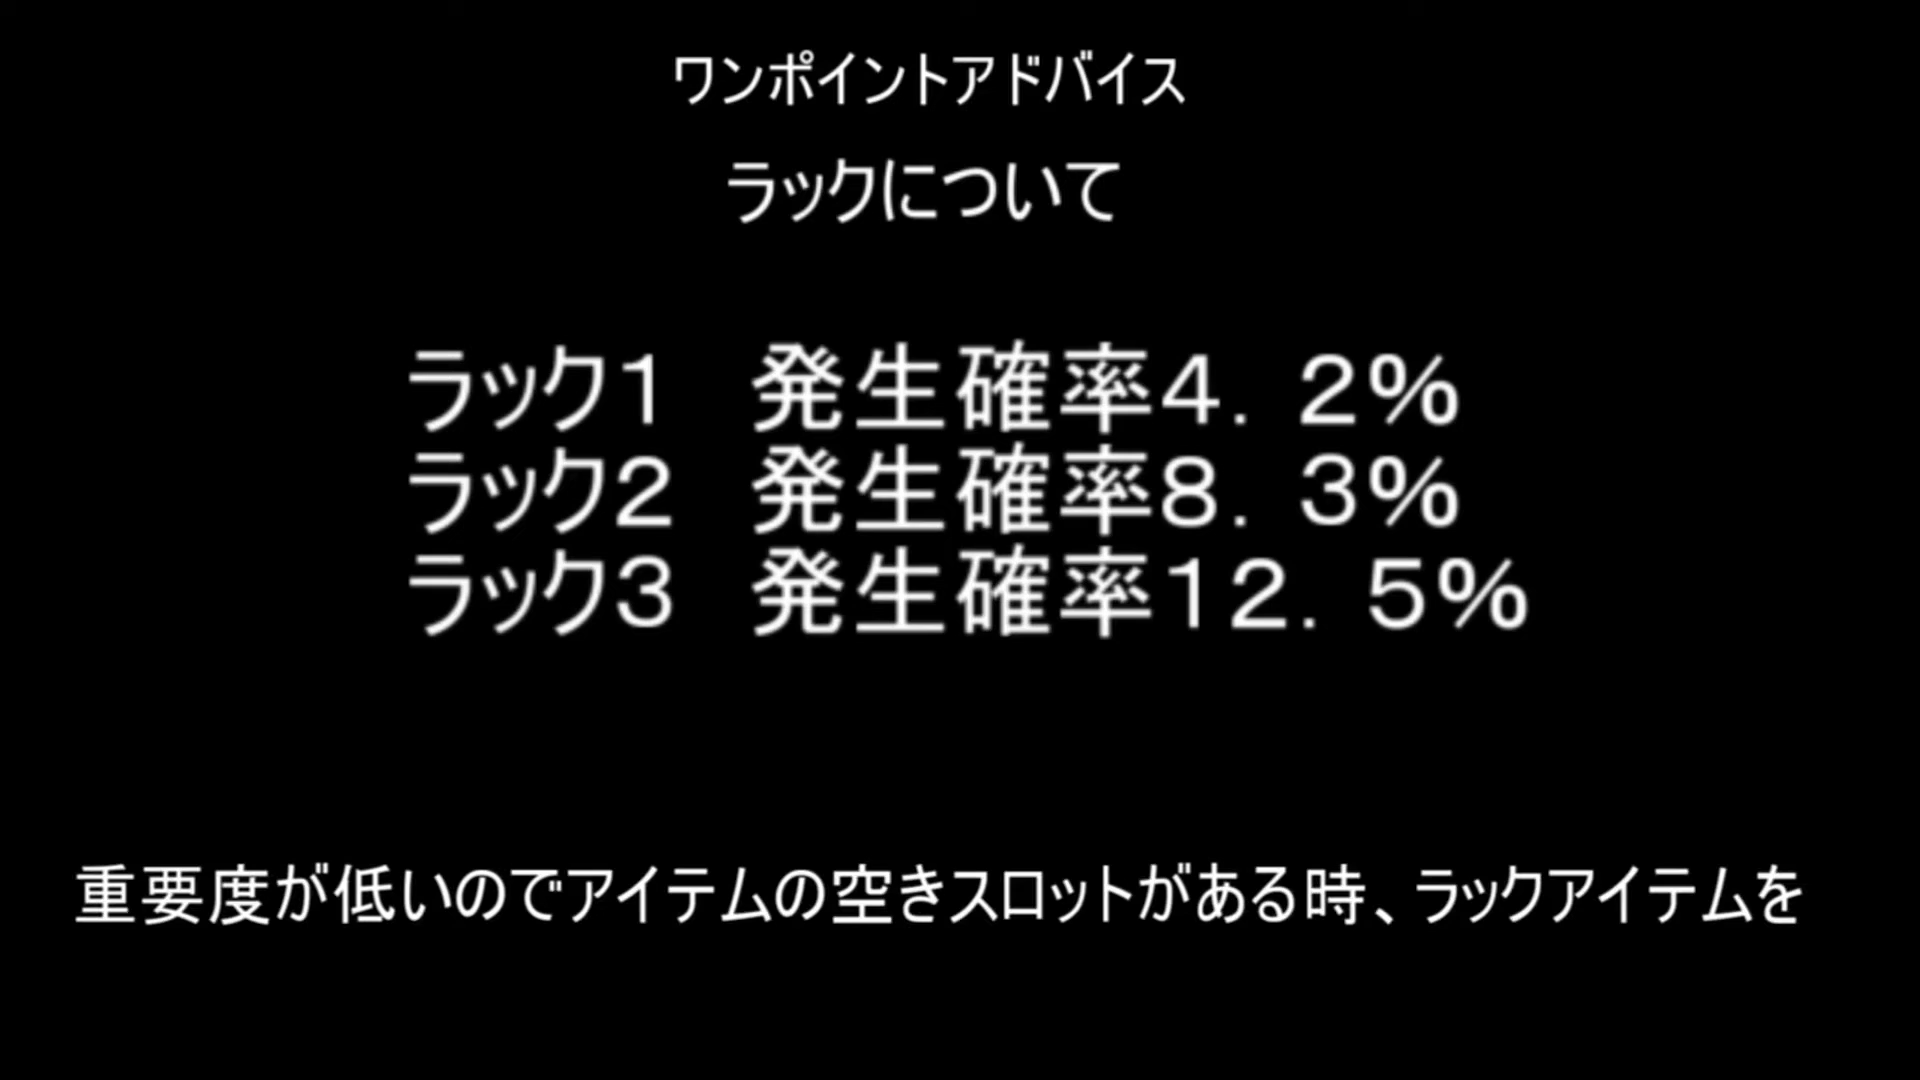 ワンポイントアドバイス
ラックについて
ラック1　発生確率4．2%
ラック2　発生確率8．3%
ラック3　発生確率12．5%
重要度が低いのでアイテムの空きスロットがある時、ラックアイテムを